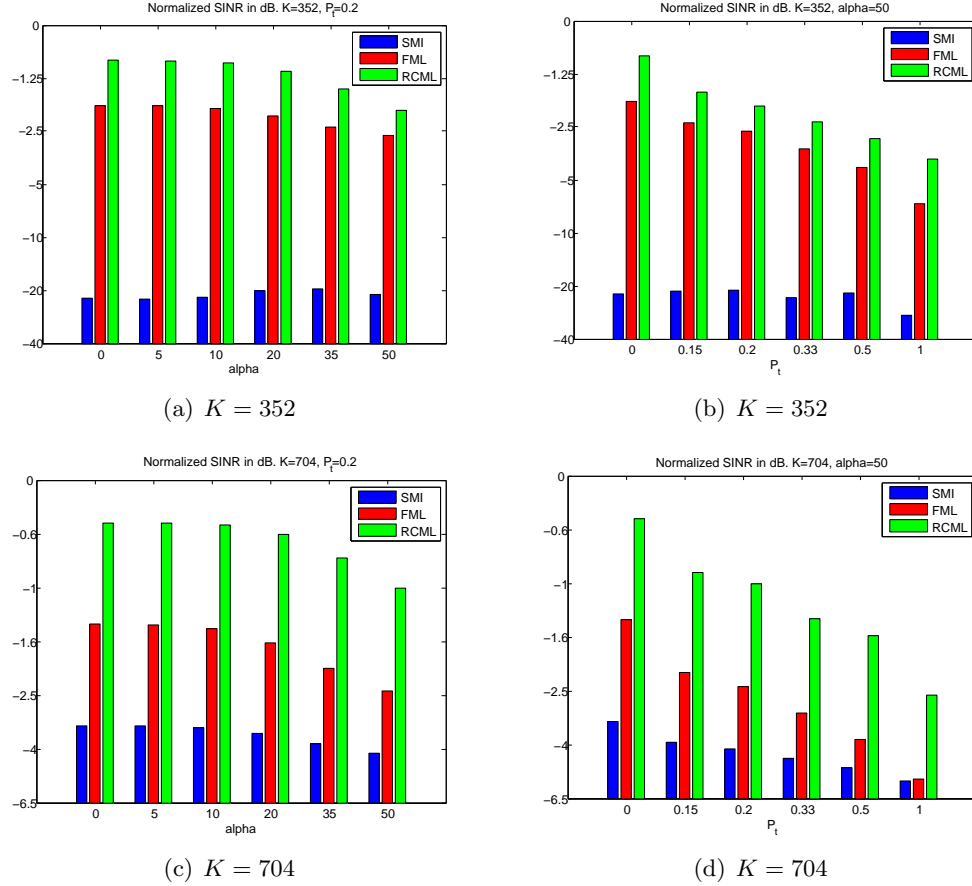 Normalized SINR in dB. K=352, P_t=0.2
0
-1.25
-2.5
-5
-10
-20
-40
SMI
FML
RCML
0 5 10 20 35 50
alpha
(a) K = 352
Normalized SINR in dB. K=352, alpha=50
0
-1.25
-2.5
-5
-10
-20
-40
SMI
FML
RCML
0 0.15 0.2 0.33 0.5 1
P_t
(b) K = 352
Normalized SINR in dB. K=704, P_t=0.2
0
-0.6
-1
-1.6
-2.5
-4
-6.5
SMI
FML
RCML
0 5 10 20 35 50
alpha
(c) K = 704
Normalized SINR in dB. K=704, alpha=50
0
-0.6
-1
-1.6
-2.5
-4
-6.5
SMI
FML
RCML
0 0.15 0.2 0.33 0.5 1
P_t
(d) K = 704